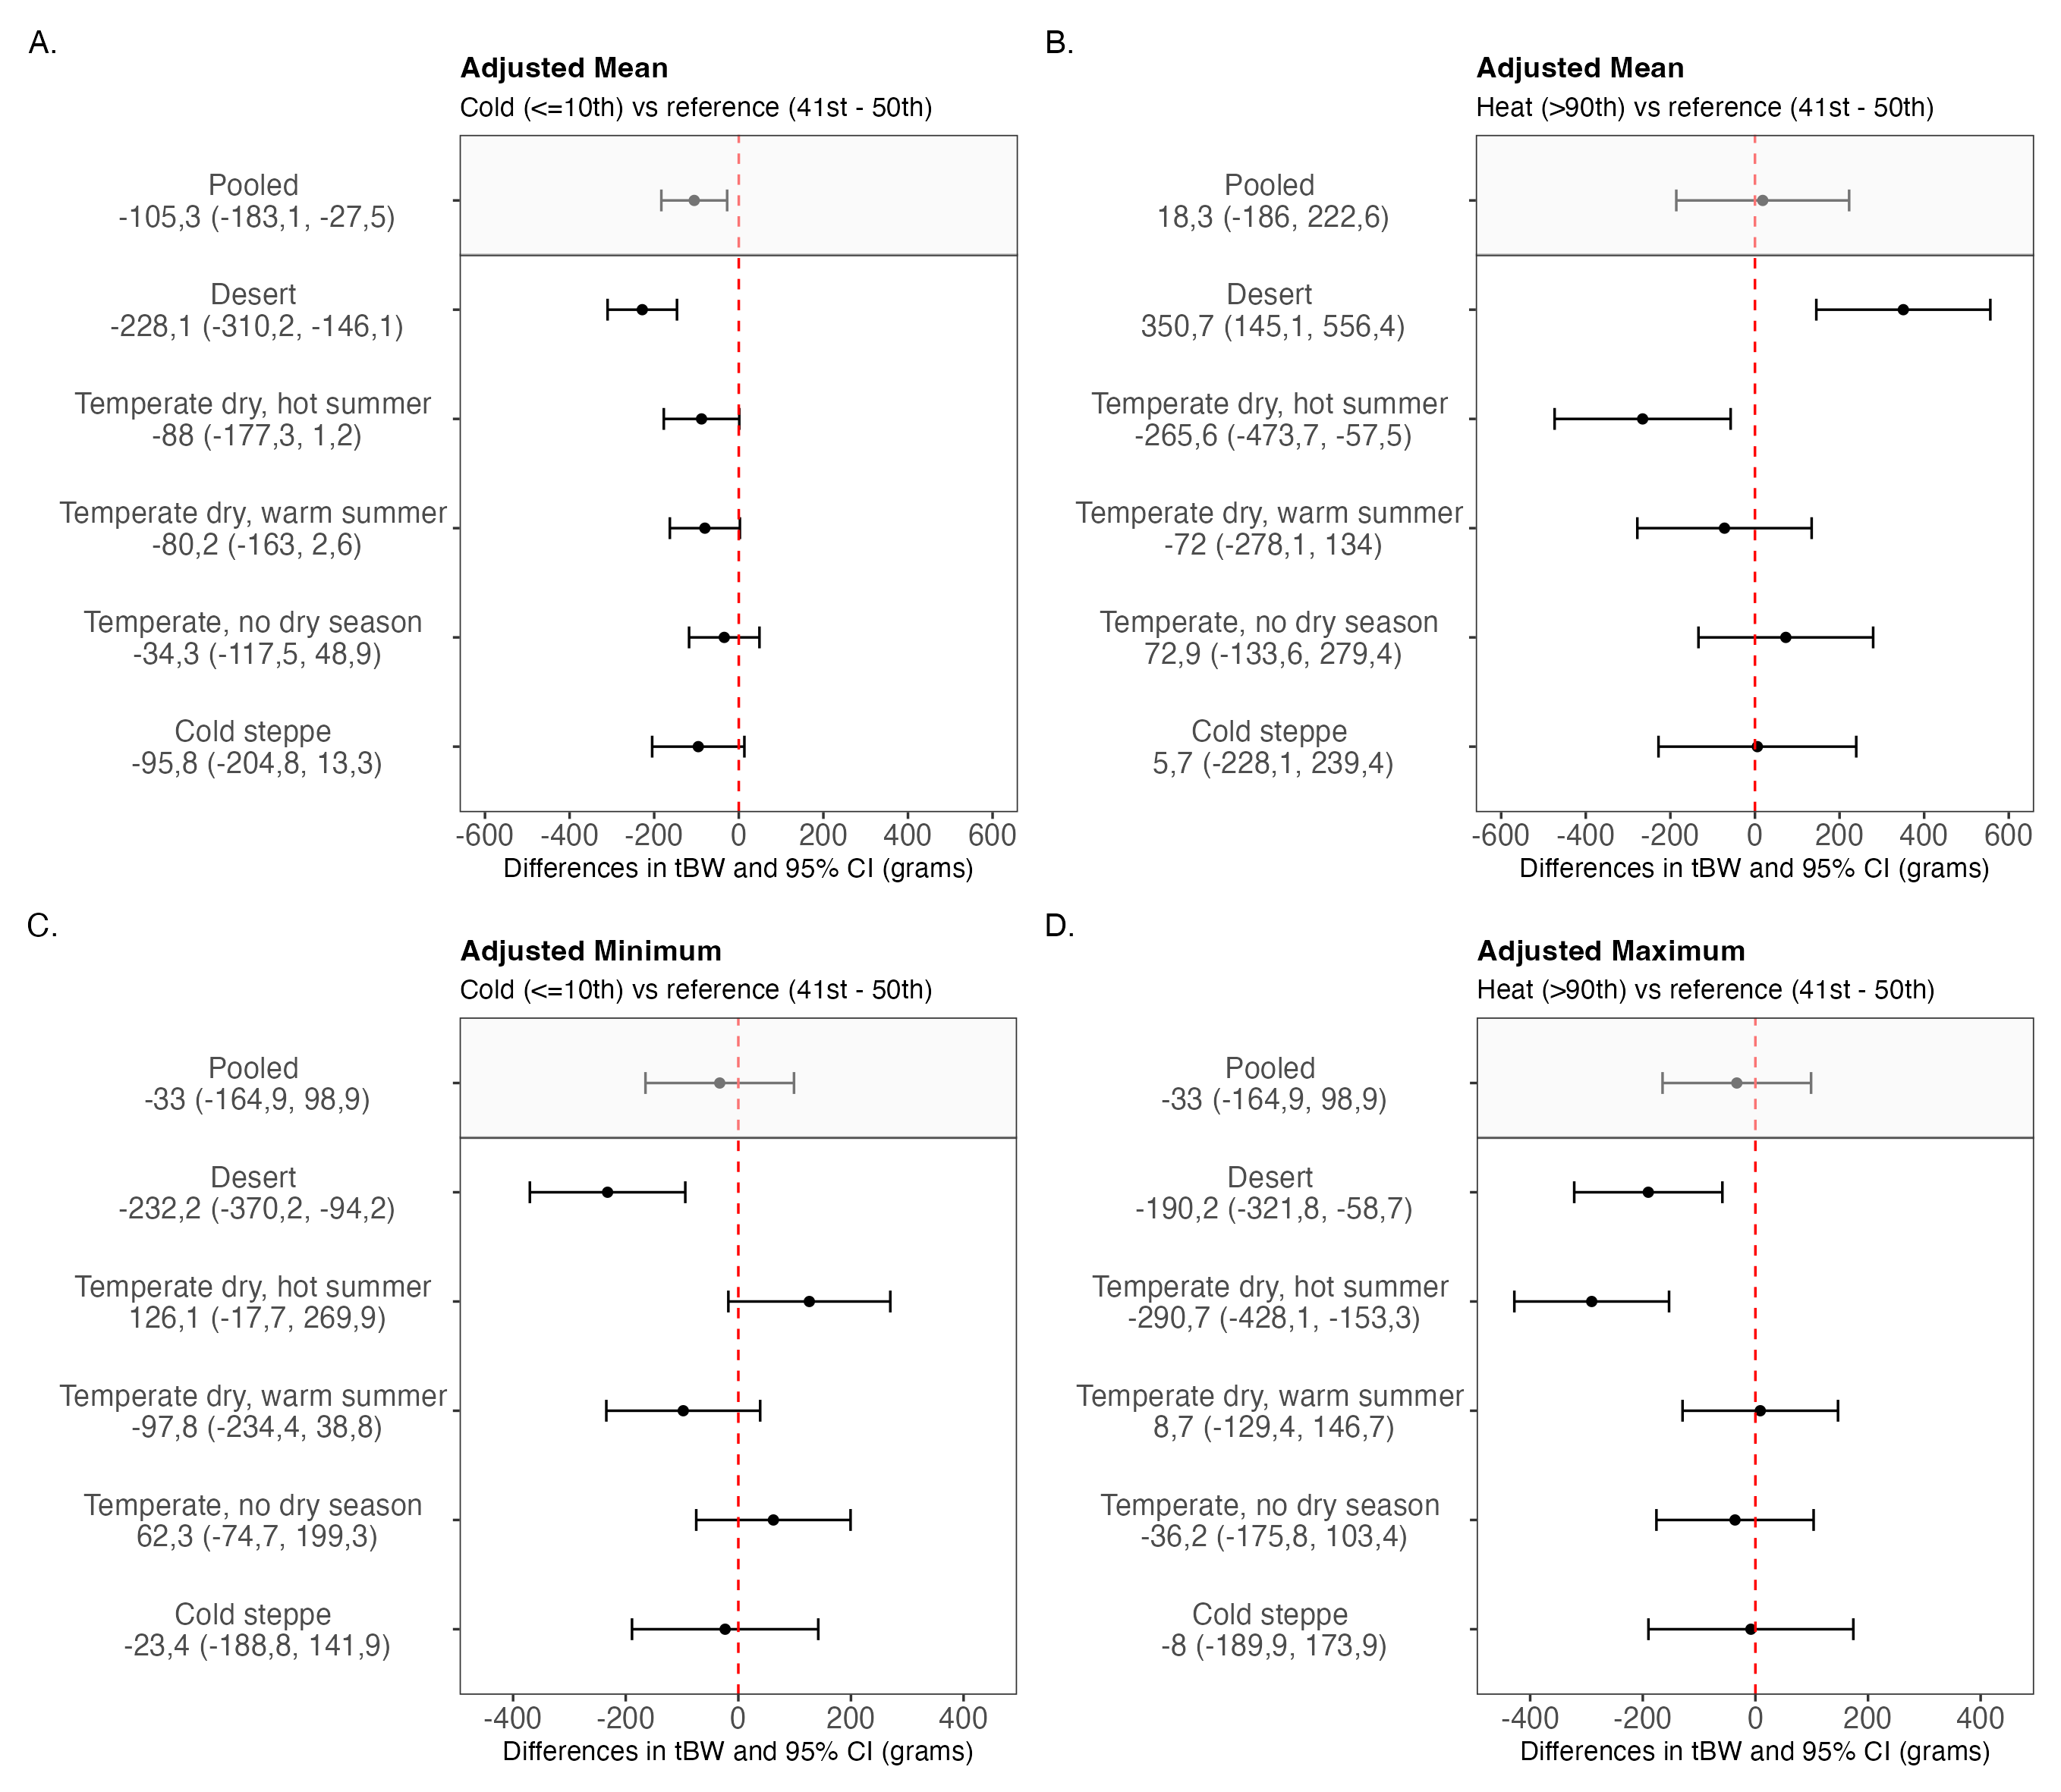 A.
Adjusted Mean
Cold (<=10th) vs reference (41st - 50th)
Pooled
-105,3 (-183,1, -27,5)
Desert
-228,1 (-310,2, -146,1)
Temperate dry, hot summer
-88 (-177,3, 1,2)
Temperate dry, warm summer
-80,2 (-163, 2,6)
Temperate, no dry season
-34,3 (-117,5, 48,9)
Cold steppe
-95,8 (-204,8, 13,3)
-600 -400 -200 0 200 400 600
Differences in tBW and 95% CI (grams)
B.
Adjusted Mean
Heat (>90th) vs reference (41st - 50th)
Pooled
18,3 (-186, 222,6)
Desert
350,7 (145,1, 556,4)
Temperate dry, hot summer
-265,6 (-473,7, -57,5)
Temperate dry, warm summer
-72 (-278,1, 134)
Temperate, no dry season
72,9 (-133,6, 279,4)
Cold steppe
5,7 (-228,1, 239,4)
-600 -400 -200 0 200 400 600
Differences in tBW and 95% CI (grams)
C.
Adjusted Minimum
Cold (<=10th) vs reference (41st - 50th)
Pooled
-33 (-164,9, 98,9)
Desert
-232,2 (-370,2, -94,2)
Temperate dry, hot summer
126,1 (-17,7, 269,9)
Temperate dry, warm summer
-97,8 (-234,4, 38,8)
Temperate, no dry season
62,3 (-74,7, 199,3)
Cold steppe
-23,4 (-188,8, 141,9)
-400 -200 0 200 400
Differences in tBW and 95% CI (grams)
D.
Adjusted Maximum
Heat (>90th) vs reference (41st - 50th)
Pooled
-33 (-164,9, 98,9)
Desert
-190,2 (-321,8, -58,7)
Temperate dry, hot summer
-290,7 (-428,1, -153,3)
Temperate dry, warm summer
8,7 (-129,4, 146,7)
Temperate, no dry season
-36,2 (-175,8, 103,4)
Cold steppe
-8 (-189,9, 173,9)
-400 -200 0 200 400
Differences in tBW and 95% CI (grams)